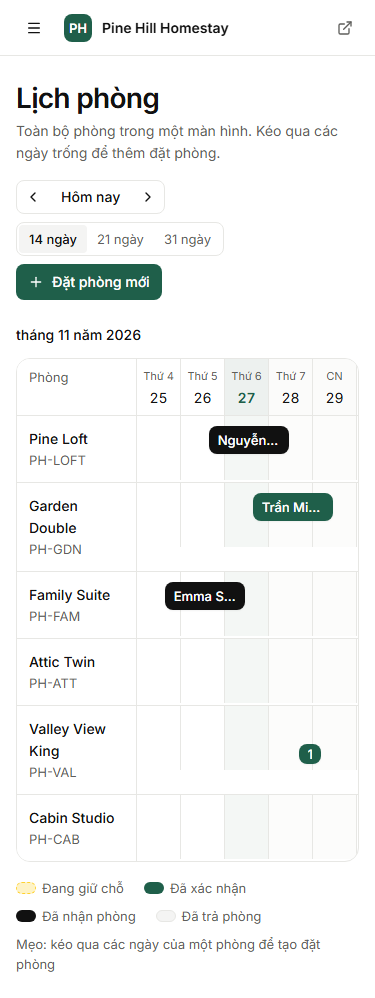 PH Pine Hill Homestay
Lịch phòng
Toàn bộ phòng trong một màn hình. Kéo qua các
ngày trống để thêm đặt phòng.
Hôm nay
14 ngày 21 ngày 31 ngày
+ Đặt phòng mới
tháng 11 năm 2026
Phòng Thứ 4 Thứ 5 Thứ 6 Thứ 7 CN
25 26 27 28 29
Pine Loft
PH-LOFT
Nguyễn...
Garden
Double
PH-GDN
Trần Mi...
Family Suite
PH-FAM
Emma S...
Attic Twin
PH-ATT
Valley View
King
PH-VAL
1
Cabin Studio
PH-CAB
Đang giữ chỗ Đã xác nhận
Đã nhận phòng Đã trả phòng
Mẹo: kéo qua các ngày của một phòng để tạo đặt
phòng